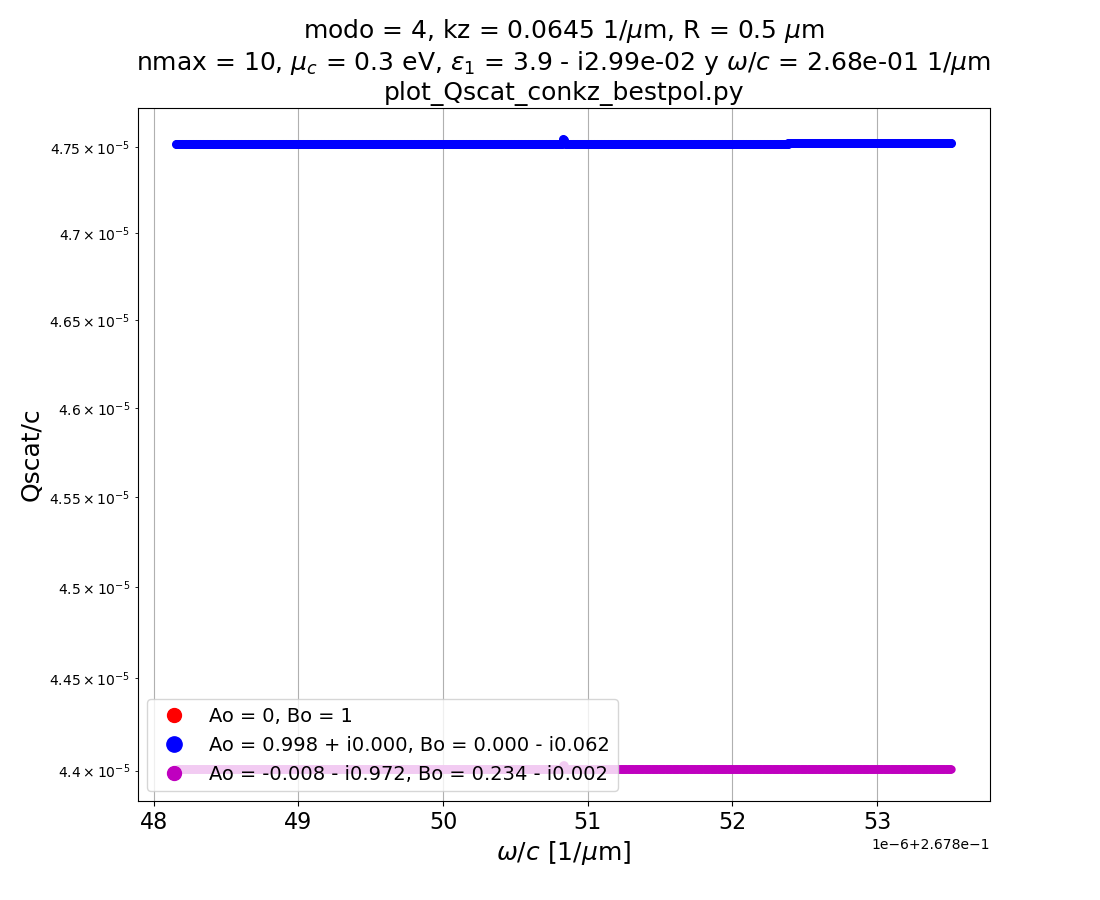 modo = 4, kz = 0.0645 1/μm, R = 0.5 μm
nmax = 10, μ_c = 0.3 eV, ε₁ = 3.9 - i2.99e-02 y ω/c = 2.68e-01 1/μm
plot_Qscat_conkz_bestpol.py
4.75 × 10⁻⁵
4.7 × 10⁻⁵
4.65 × 10⁻⁵
4.6 × 10⁻⁵
4.55 × 10⁻⁵
4.5 × 10⁻⁵
4.45 × 10⁻⁵
4.4 × 10⁻⁵
Qscat/c
Ao = 0, Bo = 1
Ao = 0.998 + i0.000, Bo = 0.000 - i0.062
Ao = -0.008 - i0.972, Bo = 0.234 - i0.002
48 49 50 51 52 53
1e-6+2.678e-1
ω/c [1/μm]